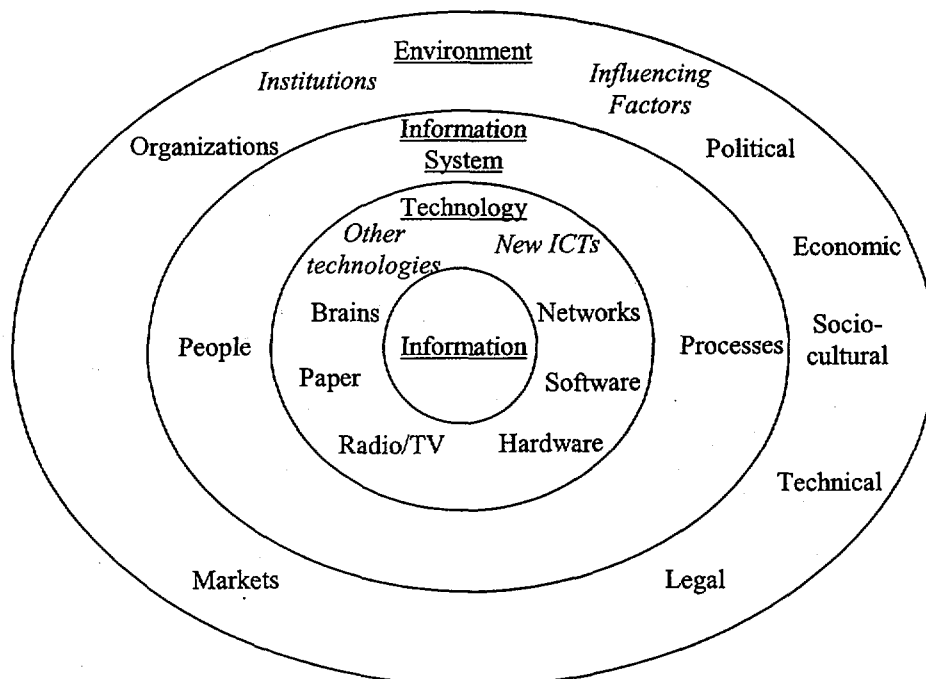 Environment
Institutions
Influencing
Factors
Organizations
Information
System
Political
Technology
Other
technologies
New ICTs
Economic
Brains
Networks
People
Information
Processes
Socio-
cultural
Paper
Software
Radio/TV
Hardware
Technical
Markets
Legal